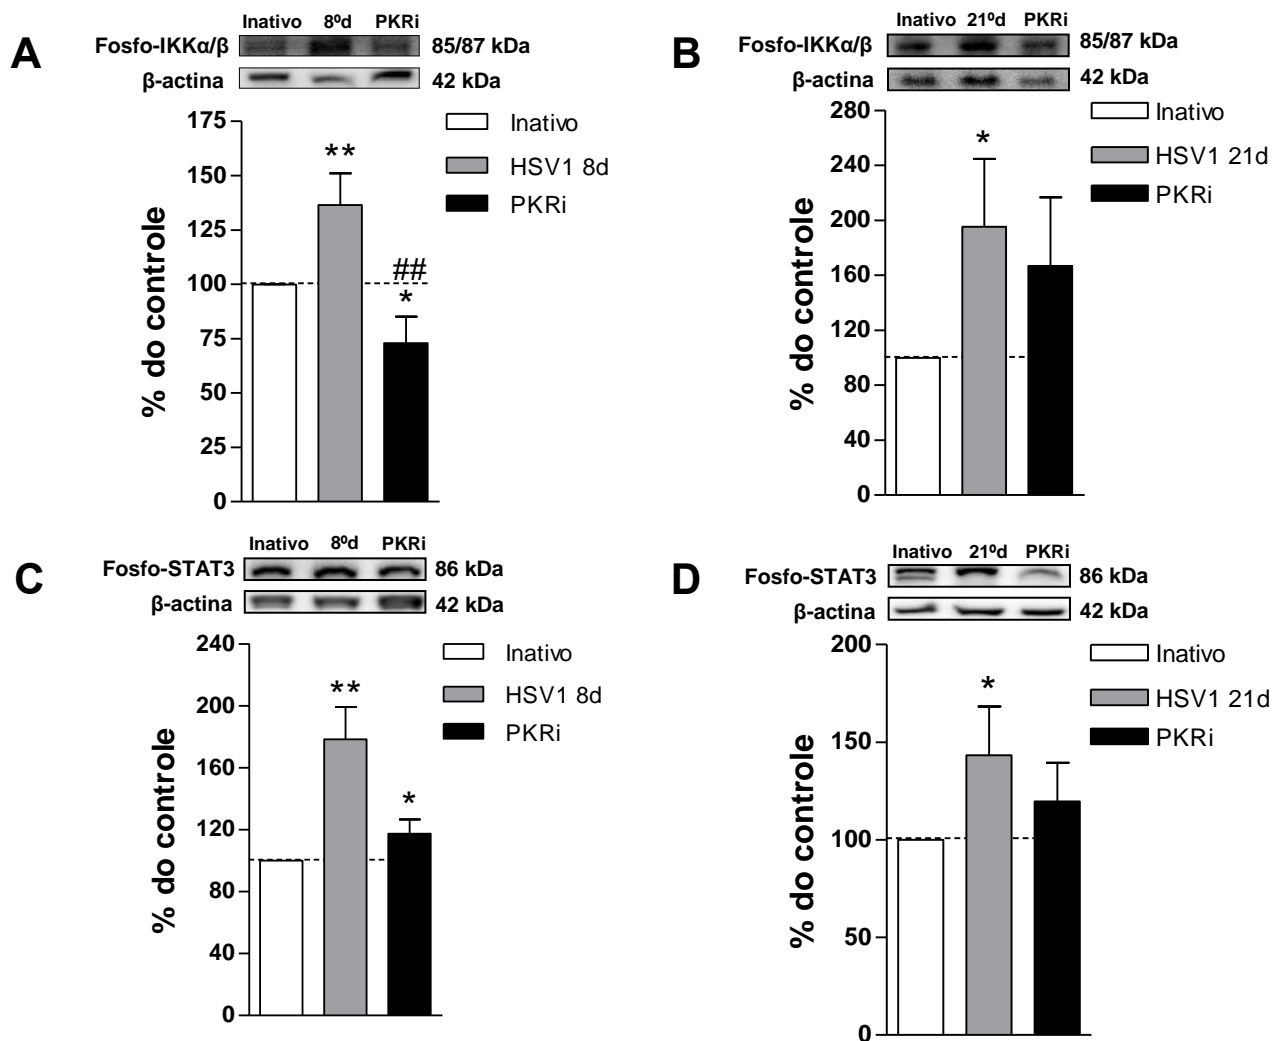 A
Inativo 8ºd PKRi
Fosfo-IKKα/β 85/87 kDa
β-actina 42 kDa
175
150
125
100
75
50
25
0
% do controle
**
##
*
Inativo
HSV1 8d
PKRi
B
Inativo 21ºd PKRi
Fosfo-IKKα/β 85/87 kDa
β-actina 42 kDa
280
240
200
160
120
80
40
0
% do controle
*
Inativo
HSV1 21d
PKRi
C
Inativo 8ºd PKRi
Fosfo-STAT3 86 kDa
β-actina 42 kDa
240
200
160
120
80
40
0
% do controle
**
*
Inativo
HSV1 8d
PKRi
D
Inativo 21ºd PKRi
Fosfo-STAT3 86 kDa
β-actina 42 kDa
200
150
100
50
0
% do controle
*
Inativo
HSV1 21d
PKRi